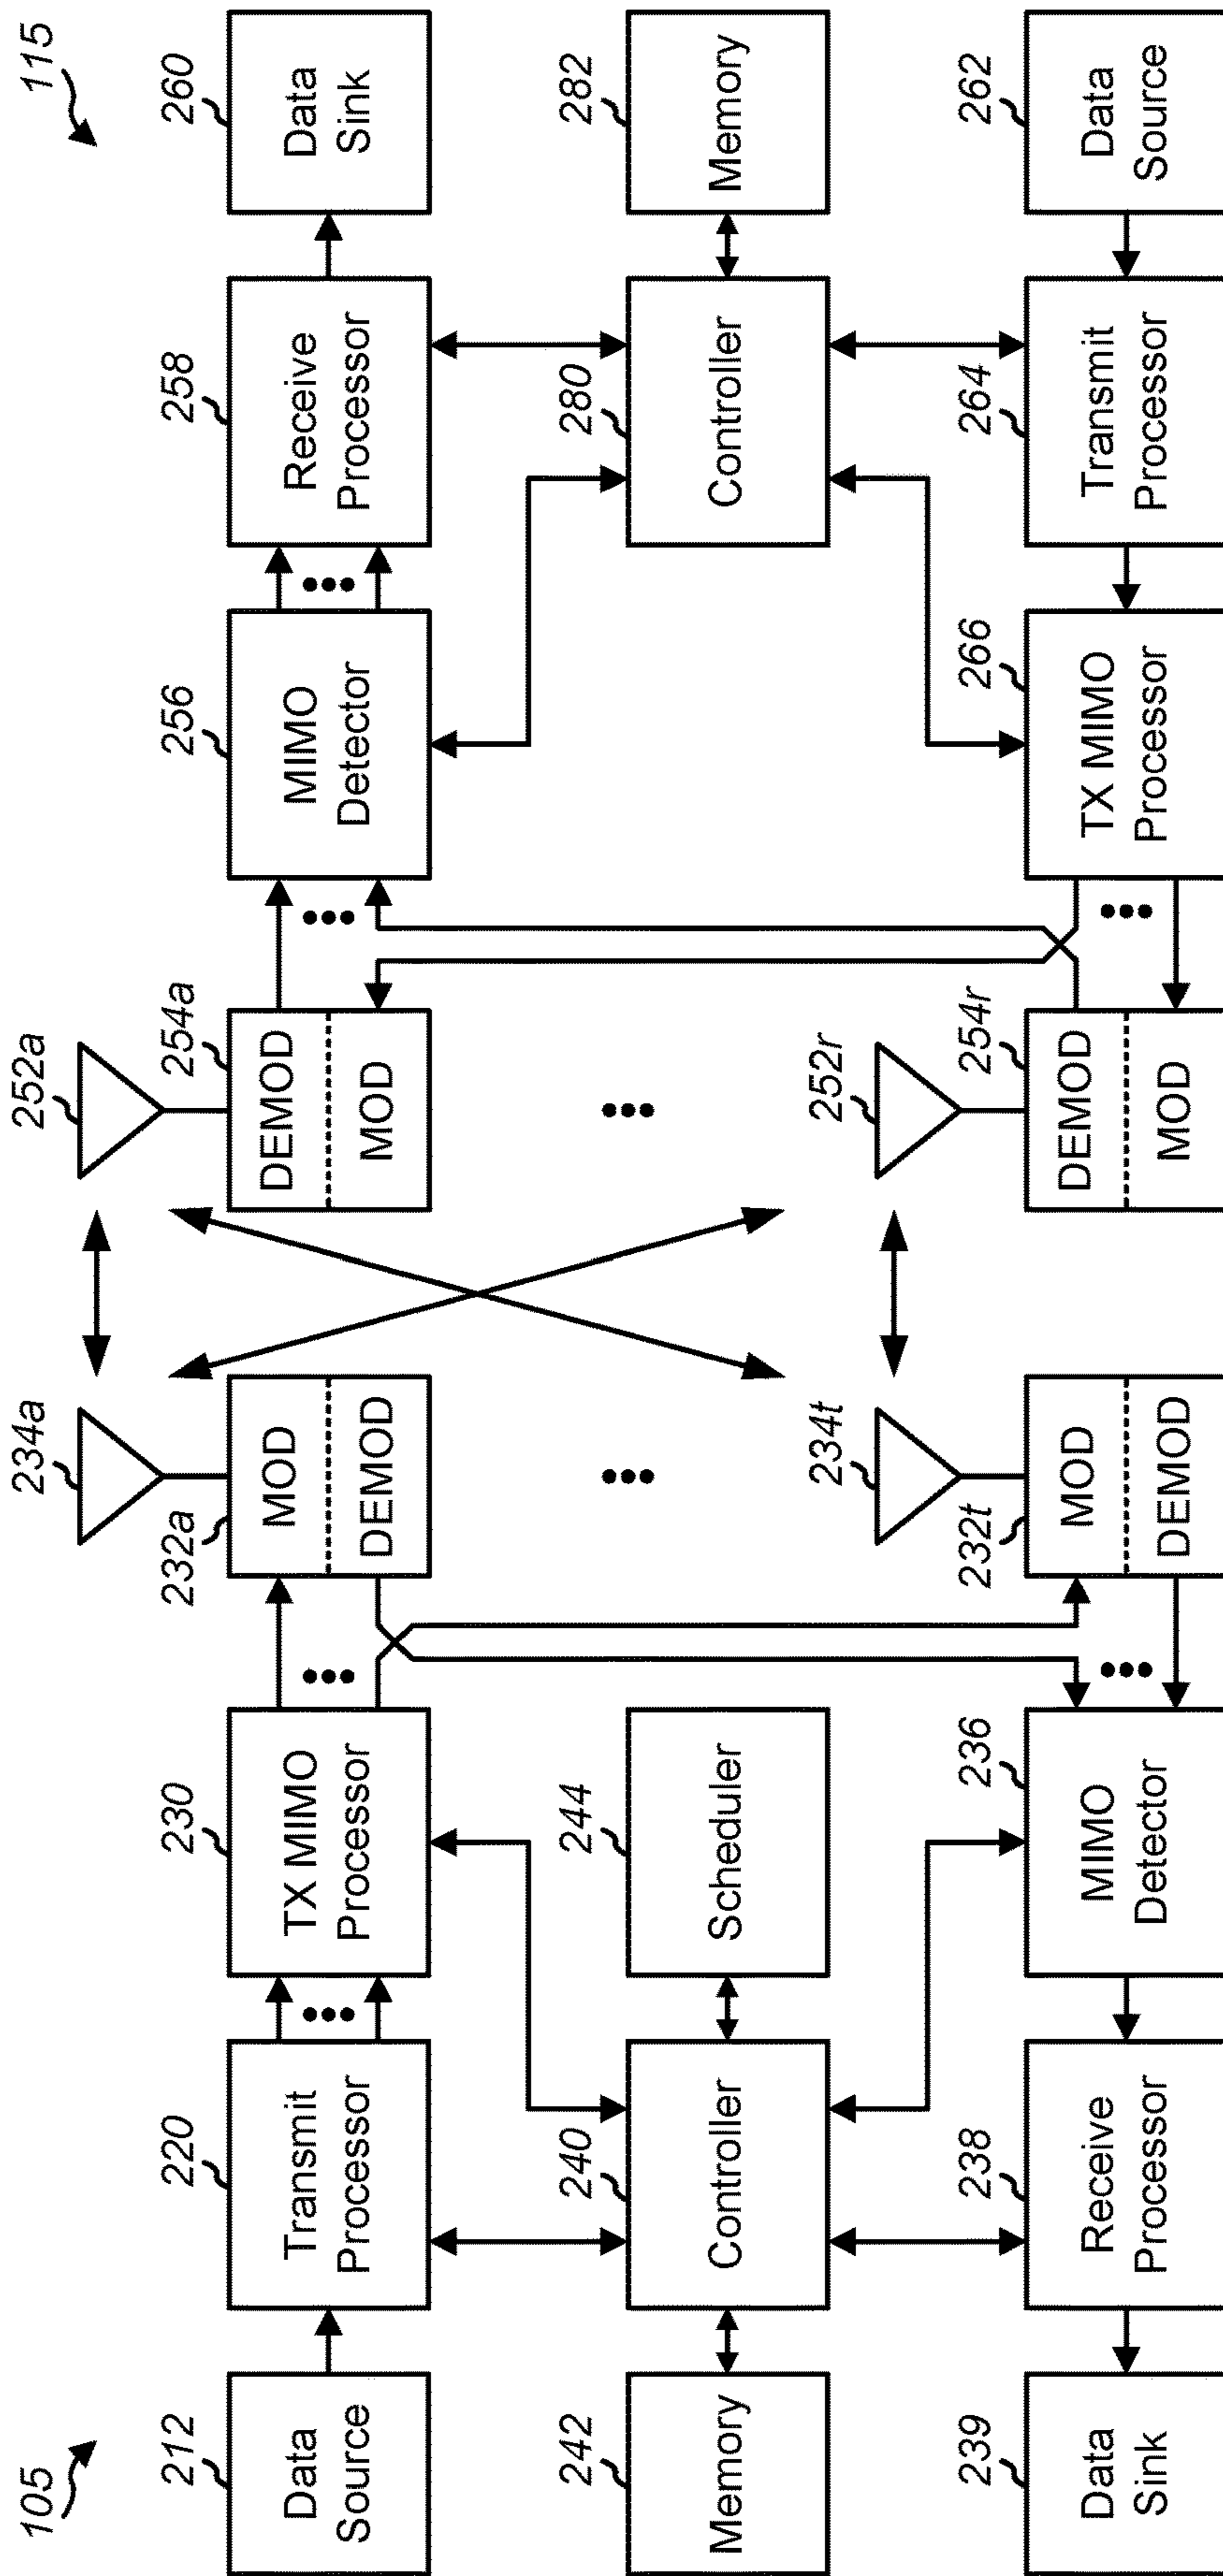 105
115
212
Data
Source
220
Transmit
Processor
230
TX MIMO
Processor
234a
232a
MOD
DEMOD
252a
254a
DEMOD
MOD
256
MIMO
Detector
258
Receive
Processor
260
Data
Sink
242
Memory
240
Controller
244
Scheduler
280
Controller
282
Memory
239
Data
Sink
238
Receive
Processor
236
MIMO
Detector
234t
232t
MOD
DEMOD
252r
254r
DEMOD
MOD
266
TX MIMO
Processor
264
Transmit
Processor
262
Data
Source